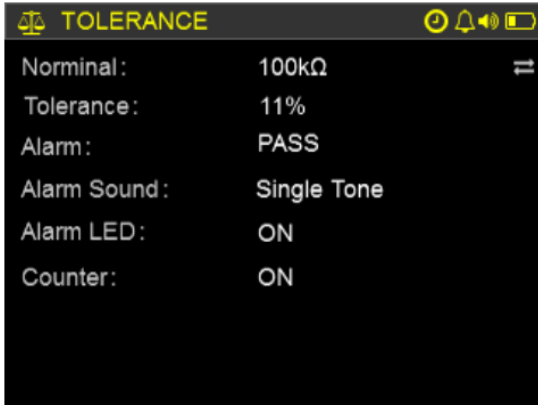 TOLERANCE
Norminal: 100kΩ
Tolerance: 11%
Alarm: PASS
Alarm Sound: Single Tone
Alarm LED: ON
Counter: ON